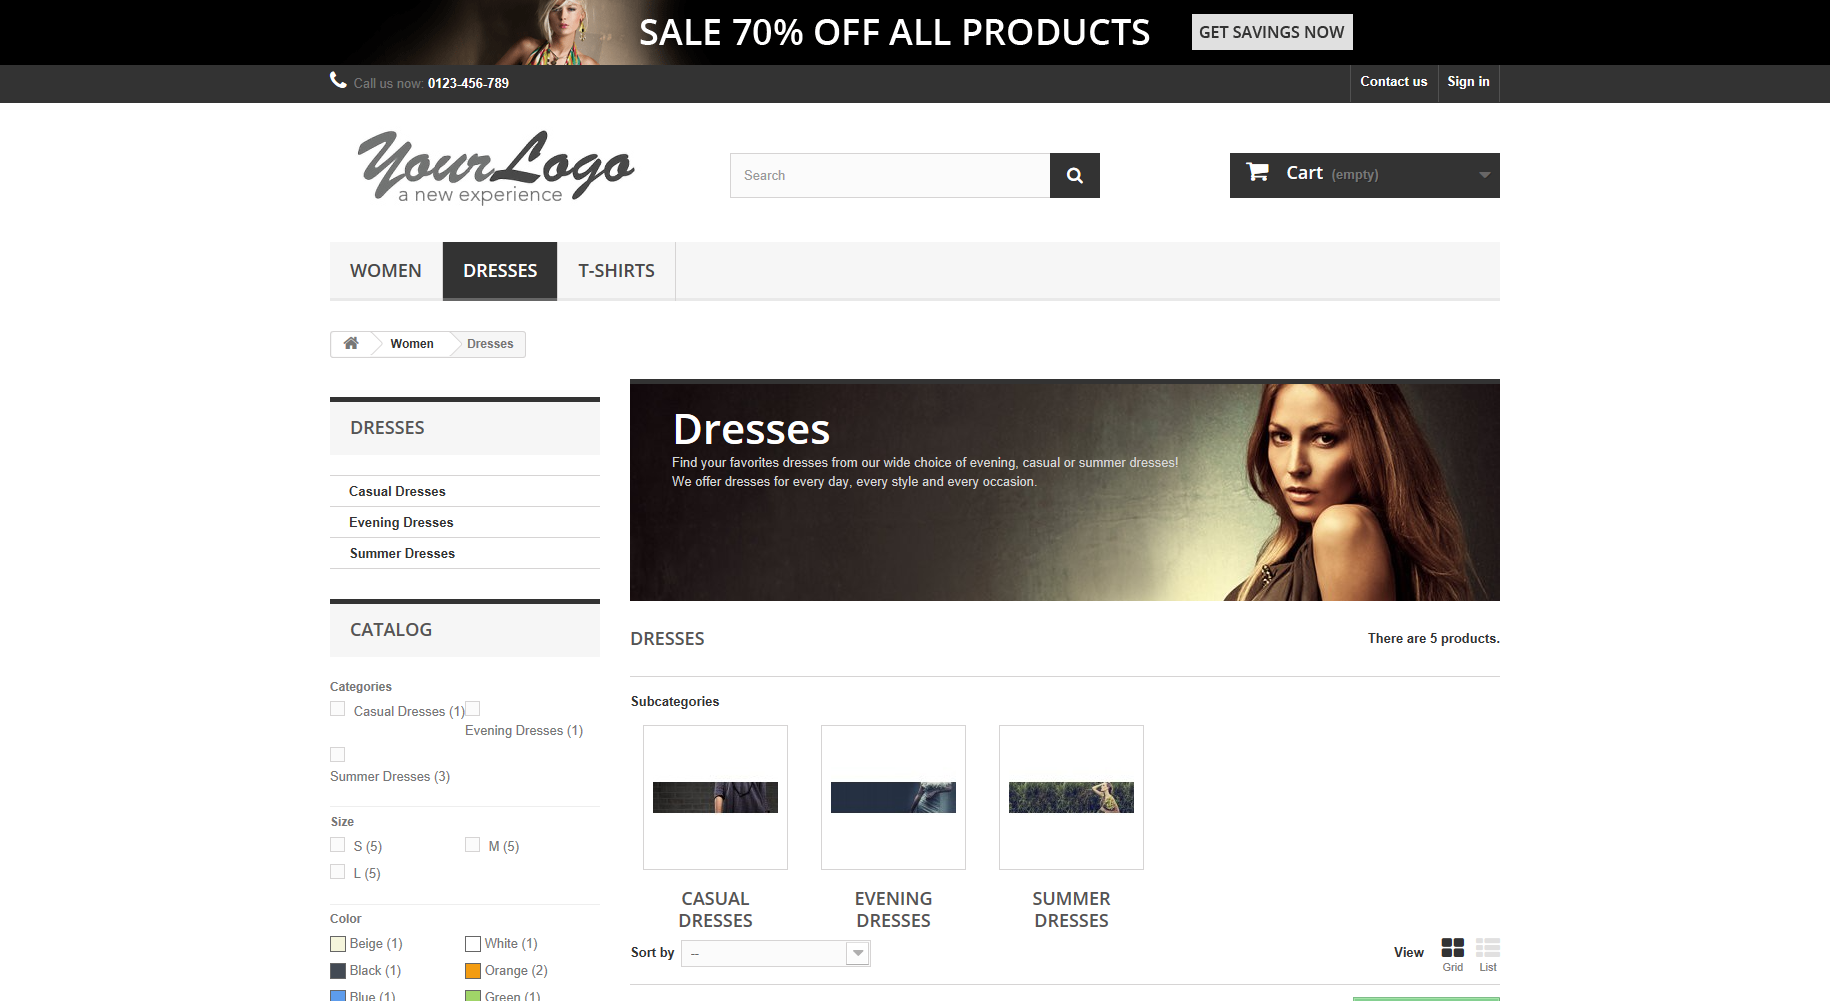 SALE 70% OFF ALL PRODUCTS
GET SAVINGS NOW
Call us now: 0123-456-789
Contact us
Sign in
YourLogo
a new experience
Search
Cart (empty)
WOMEN
DRESSES
T-SHIRTS
Women
Dresses
DRESSES
Casual Dresses
Evening Dresses
Summer Dresses
CATALOG
Categories
Casual Dresses (1)
Evening Dresses (1)
Summer Dresses (3)
Size
S (5)
M (5)
L (5)
Color
Beige (1)
White (1)
Black (1)
Orange (2)
Blue (1)
Green (1)
Dresses
Find your favorites dresses from our wide choice of evening, casual or summer dresses!
We offer dresses for every day, every style and every occasion.
DRESSES
There are 5 products.
Subcategories
CASUAL
DRESSES
EVENING
DRESSES
SUMMER
DRESSES
Sort by
--
View
Grid
List